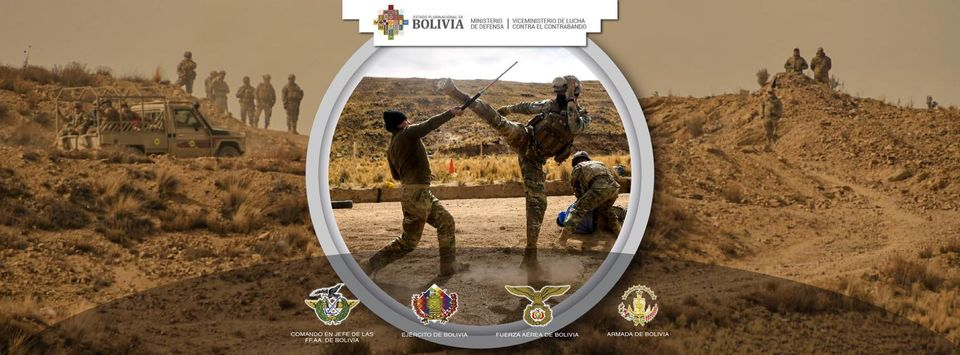 ESTADO PLURINACIONAL DE
BOLIVIA
MINISTERIO
DE DEFENSA
VICEMINISTERIO DE LUCHA
CONTRA EL CONTRABANDO
COMANDO EN JEFE DE LAS
FF.AA. DE BOLIVIA
EJÉRCITO DE BOLIVIA
FUERZA AÉREA DE BOLIVIA
ARMADA DE BOLIVIA